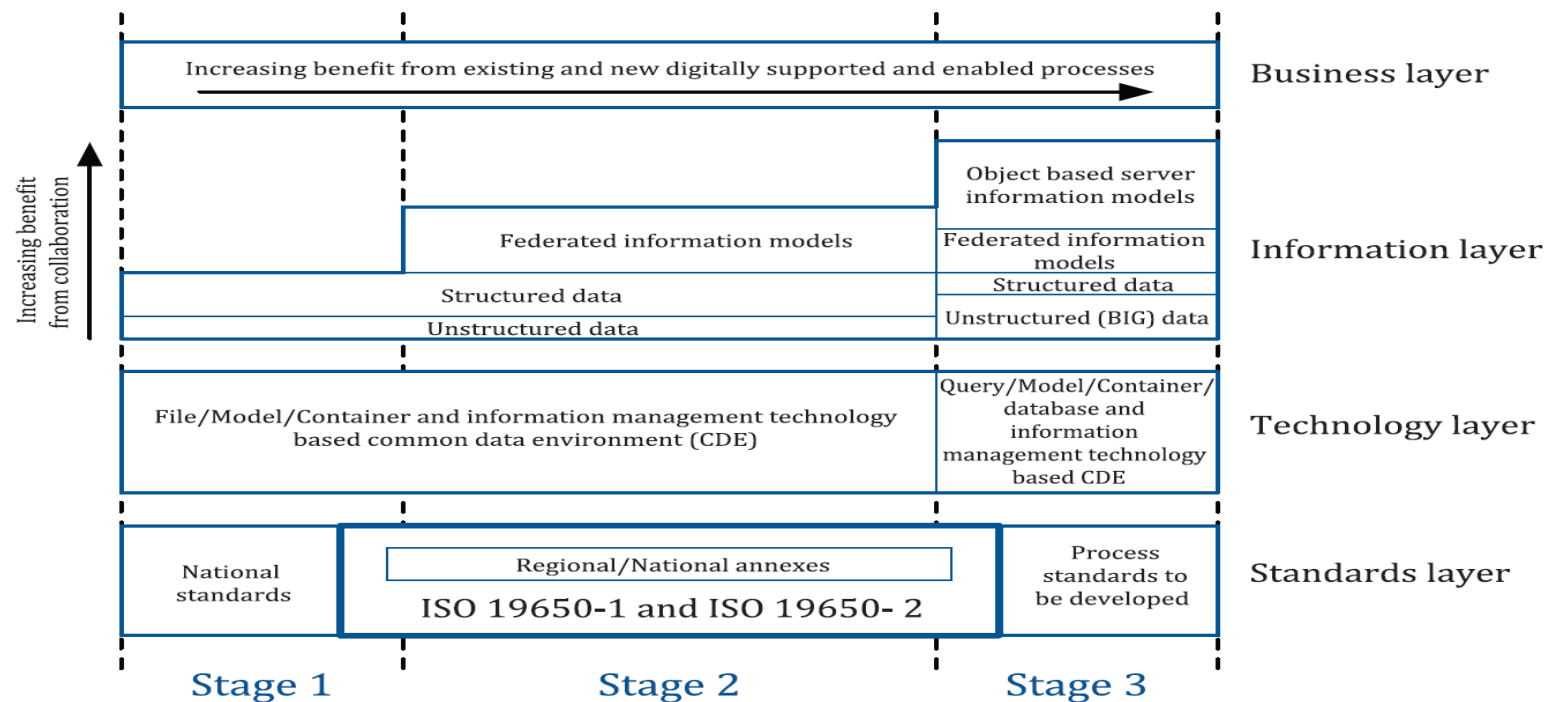 Increasing benefit from existing and new digitally supported and enabled processes
Business layer
Increasing benefit
from collaboration
Object based server
information models
Federated information models
Federated information
models
Information layer
Structured data
Structured data
Unstructured data
Unstructured (BIG) data
File/Model/Container and information management technology
based common data environment (CDE)
Query/Model/Container/
database and
information
management technology
based CDE
Technology layer
National
standards
Regional/National annexes
ISO 19650-1 and ISO 19650- 2
Process
standards to
be developed
Standards layer
Stage 1
Stage 2
Stage 3